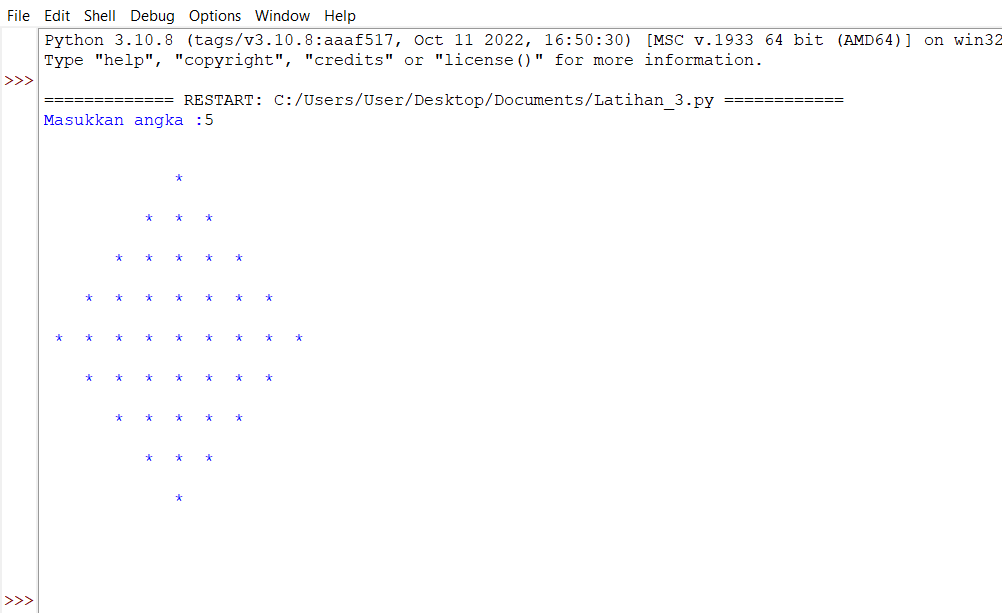 File Edit Shell Debug Options Window Help
Python 3.10.8 (tags/v3.10.8:aaaf517, Oct 11 2022, 16:50:30) [MSC v.1933 64 bit (AMD64)] on win32
Type "help", "copyright", "credits" or "license()" for more information.
>>>
============= RESTART: C:/Users/User/Desktop/Documents/Latihan_3.py ============
Masukkan angka :5
            *
         *  *  *
      *  *  *  *  *
   *  *  *  *  *  *  *
*  *  *  *  *  *  *  *  *
   *  *  *  *  *  *  *
      *  *  *  *  *
         *  *  *
            *
>>>